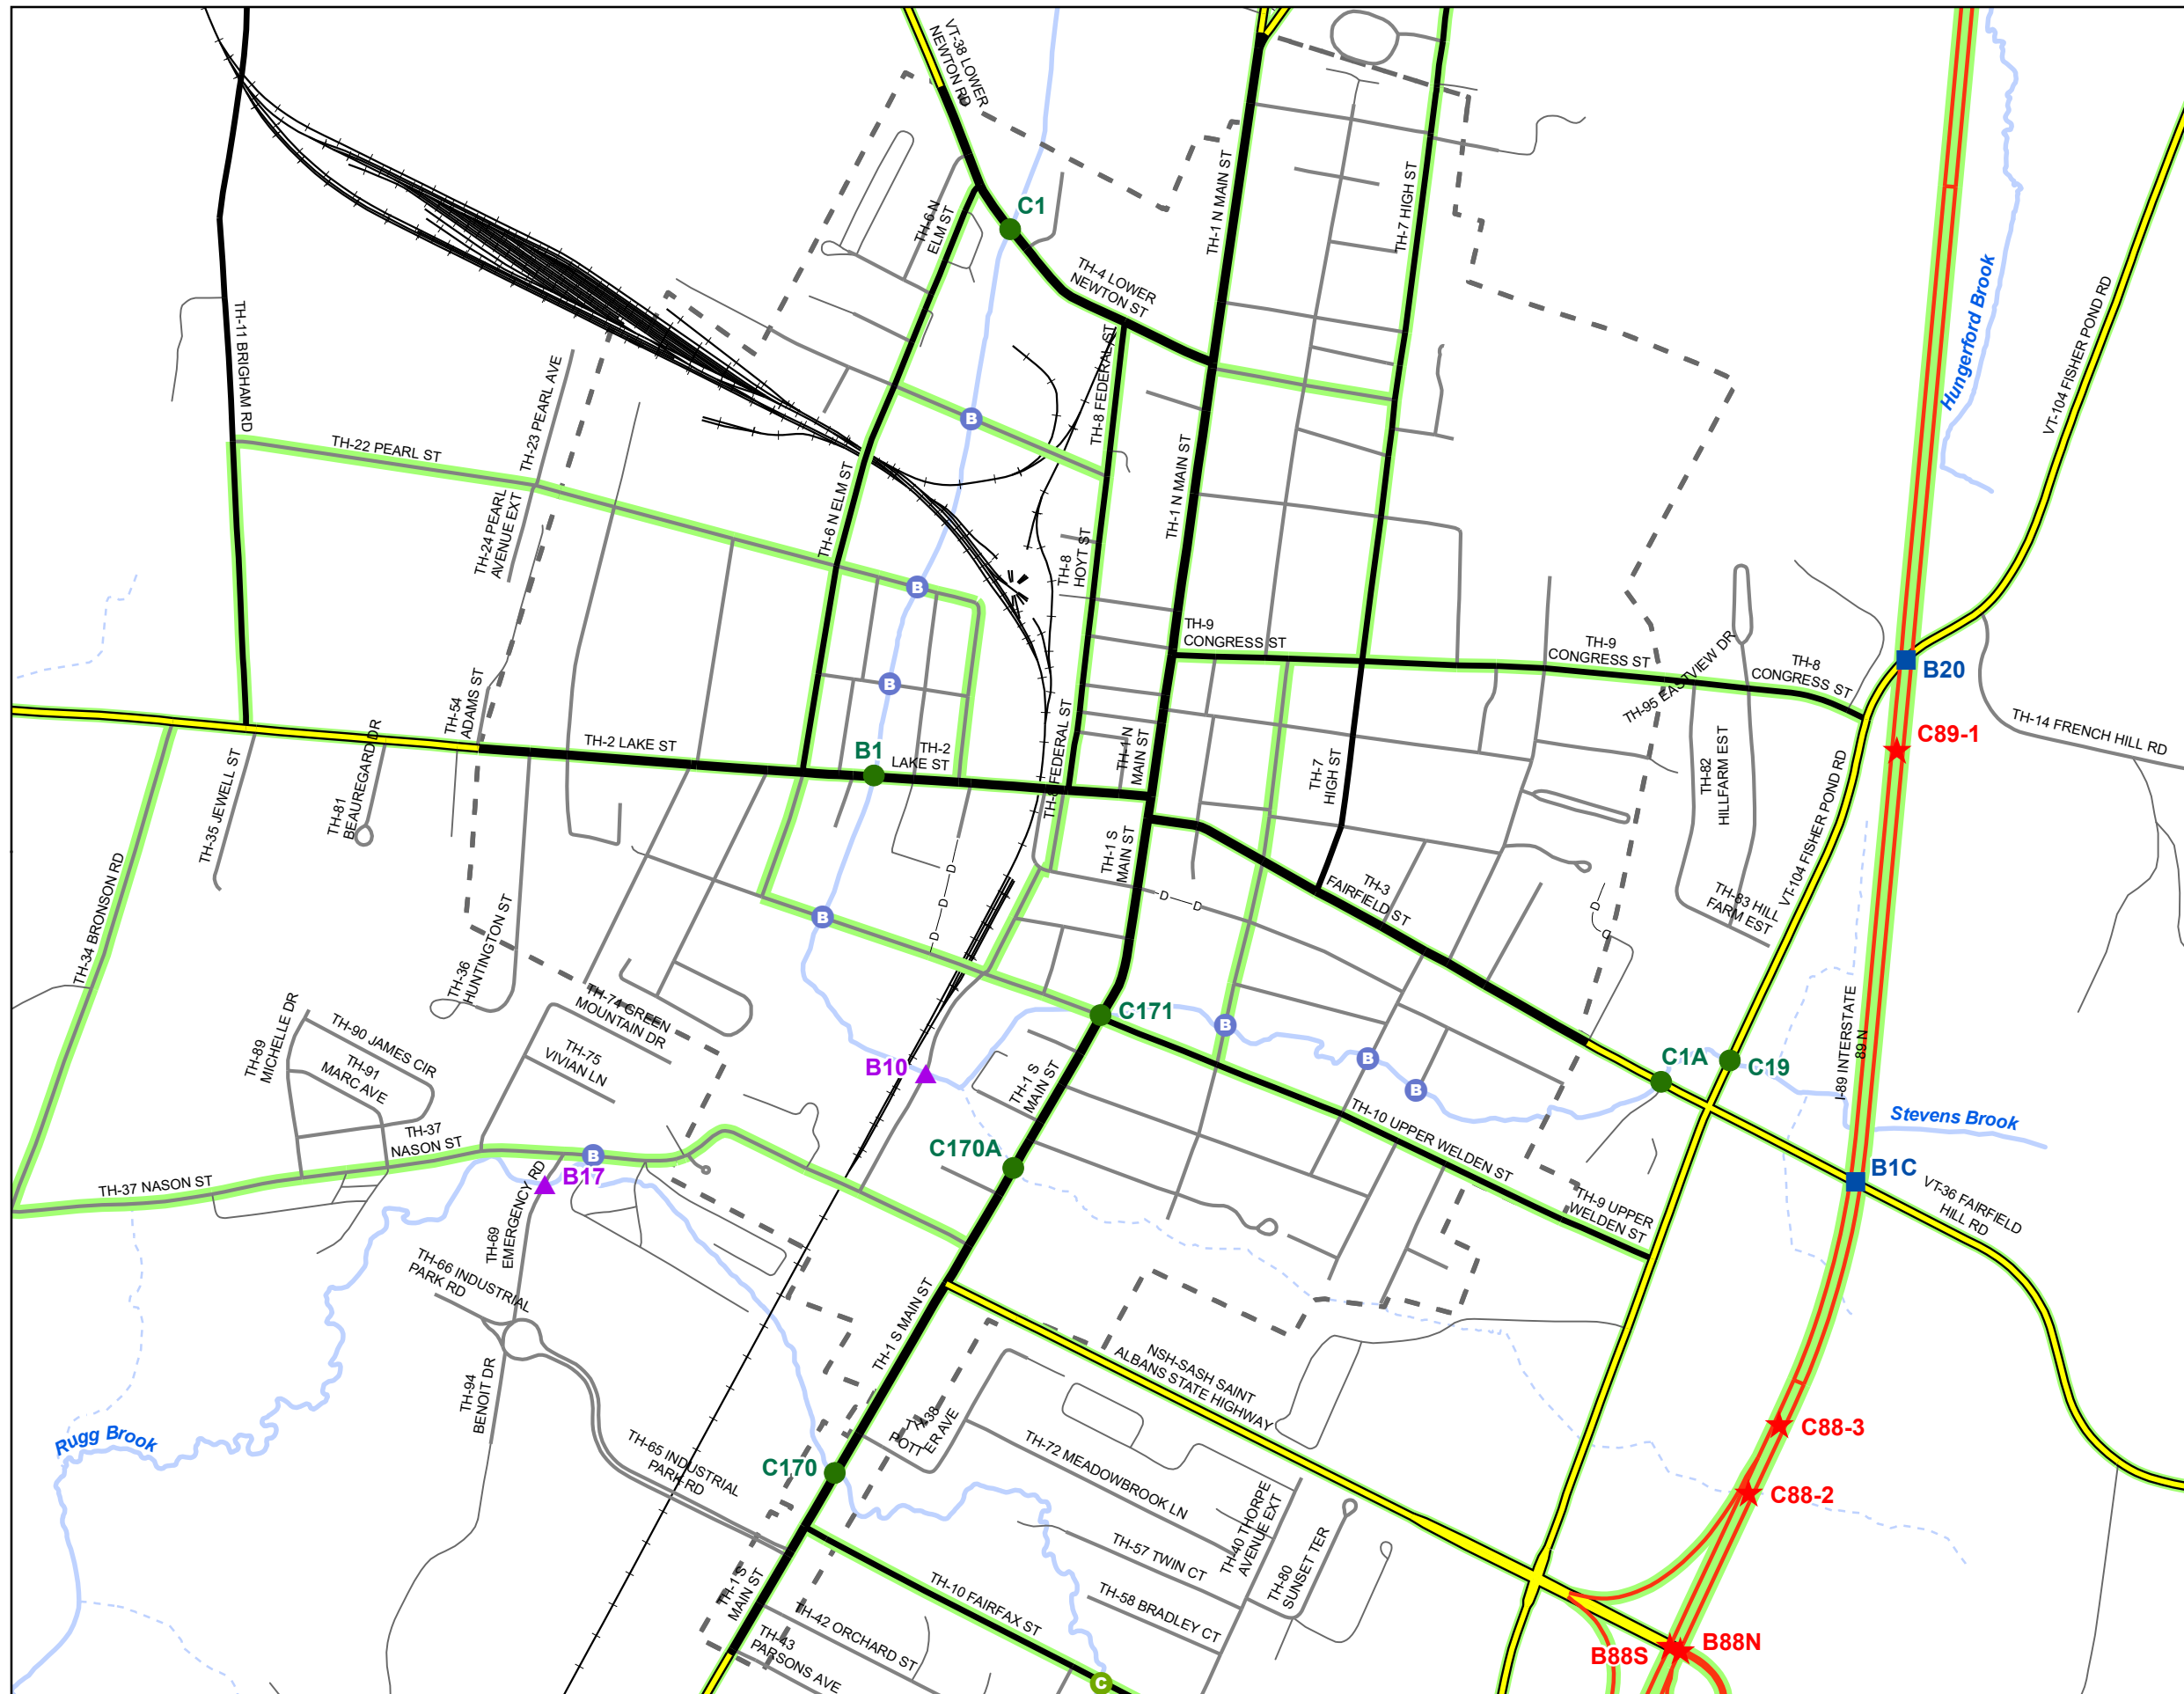 VT-38 LOWER
NEWTON RD
C1
TH-6 N
ELM ST
TH-4 LOWER
NEWTON ST
TH-1 N MAIN ST
TH-7 HIGH ST
Hungerford Brook
VT-104 FISHER POND RD
TH-11 BRIGHAM RD
TH-23 PEARL AVE
TH-22 PEARL ST
TH-24 PEARL
AVENUE EXT
TH-8 FEDERAL ST
B
TH-1 N MAIN ST
TH-6 N ELM ST
TH-8
HOYT ST
B
B
TH-9
CONGRESS ST
TH-9
CONGRESS ST
TH-95 EASTVIEW DR
TH-8
CONGRESS ST
B20
C89-1
TH-14 FRENCH HILL RD
TH-54
ADAMS ST
TH-2 LAKE ST
B1
TH-2
LAKE ST
TH-8 FEDERAL ST
TH-1 N
MAIN ST
TH-7
HIGH ST
TH-82
HILLFARM EST
VT-104 FISHER POND RD
TH-35 JEWELL ST
TH-81
BEAUREGARD DR
TH-34 BRONSON RD
TH-36
HUNTINGTON ST
B
D
D
D
TH-1 S
MAIN ST
D
D
TH-3
FAIRFIELD ST
D
D
TH-83 HILL
FARM EST
TH-74 GREEN
MOUNTAIN DR
TH-89
MICHELLE DR
TH-90 JAMES CIR
TH-91
MARC AVE
TH-75
VIVIAN LN
C171
B
B
B
B10
TH-1 S
MAIN ST
C1A
C19
I-89 INTERSTATE
89 N
Stevens Brook
TH-37
NASON ST
TH-37 NASON ST
B
B17
C170A
TH-10 UPPER WELDEN ST
TH-9 UPPER
WELDEN ST
B1C
VT-36 FAIRFIELD
HILL RD
TH-69
EMERGENCY RD
TH-66 INDUSTRIAL
PARK RD
TH-94
BENOIT DR
Rugg Brook
TH-65 INDUSTRIAL
PARK RD
TH-1 S MAIN ST
NSH-SASH SAINT
ALBANS STATE HIGHWAY
TH-38
POTTER AVE
TH-72 MEADOWBROOK LN
C170
C88-3
C88-2
TH-40 THORPE
AVENUE EXT
TH-57 TWIN CT
TH-80
SUNSET TER
TH-58 BRADLEY CT
TH-1 S
MAIN ST
TH-10 FAIRFAX ST
TH-42 ORCHARD ST
TH-43
PARSONS AVE
C
B88S
B88N